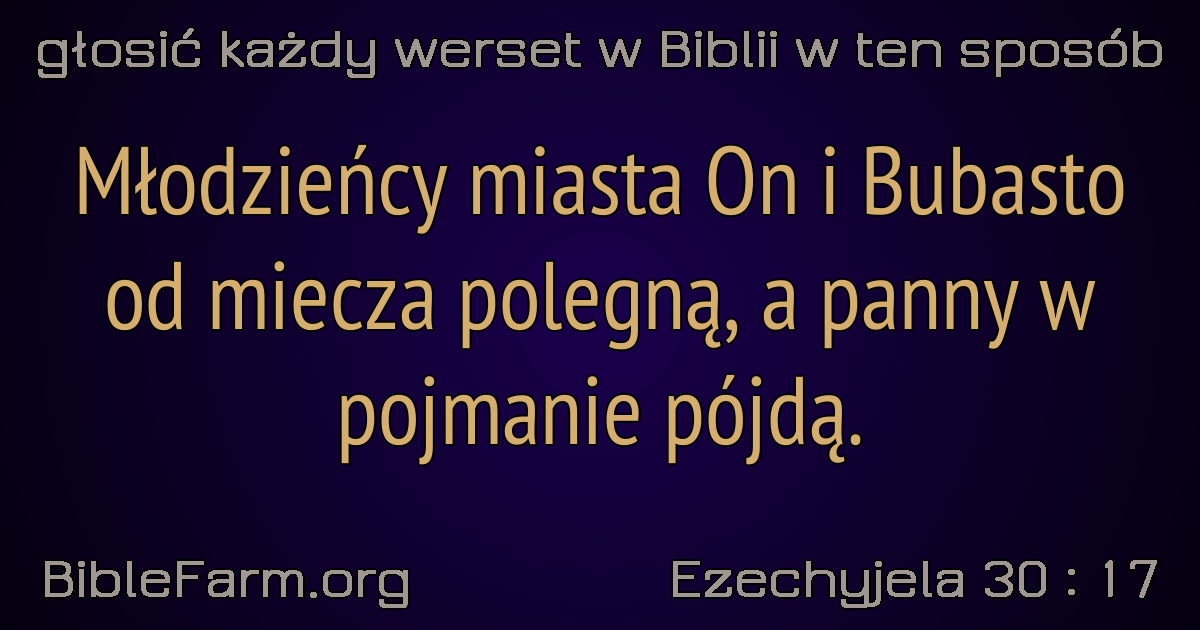 głosić każdy werset w Biblii w ten sposób
Młodzieńcy miasta On i Bubasto
od miecza polegną, a panny w
pojmanie pójdą.
BibleFarm.org
Ezechyjela 30 : 17